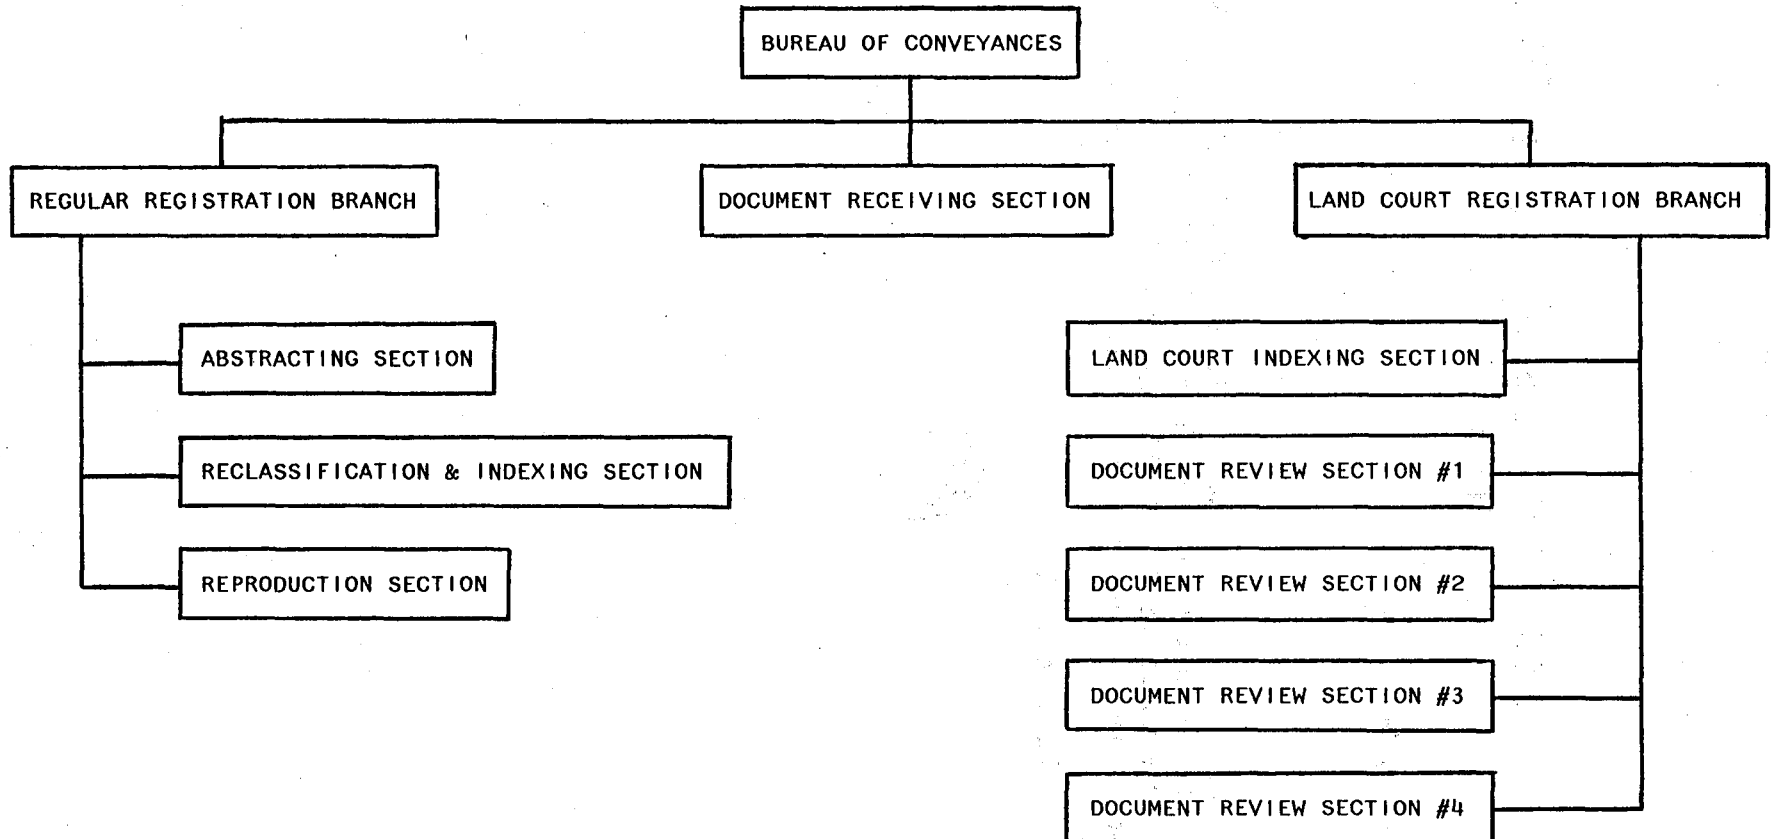 BUREAU OF CONVEYANCES
REGULAR REGISTRATION BRANCH
DOCUMENT RECEIVING SECTION
LAND COURT REGISTRATION BRANCH
ABSTRACTING SECTION
RECLASSIFICATION & INDEXING SECTION
REPRODUCTION SECTION
LAND COURT INDEXING SECTION
DOCUMENT REVIEW SECTION #1
DOCUMENT REVIEW SECTION #2
DOCUMENT REVIEW SECTION #3
DOCUMENT REVIEW SECTION #4